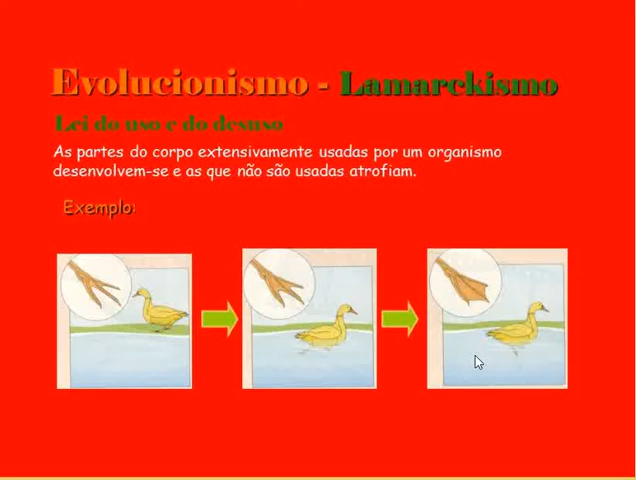 Evolucionismo - Lamarckismo
Lei do uso e do desuso
As partes do corpo extensivamente usadas por um organismo
desenvolvem-se e as que não são usadas atrofiam.
Exemplo: